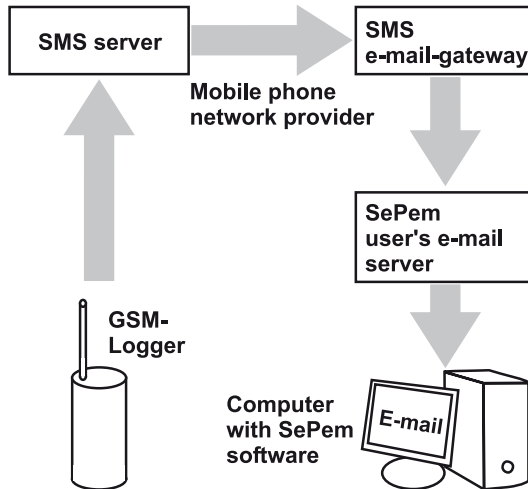 SMS server
SMS
e-mail-gateway
Mobile phone
network provider
SePem
user's e-mail
server
GSM-
Logger
Computer
with SePem
software
E-mail